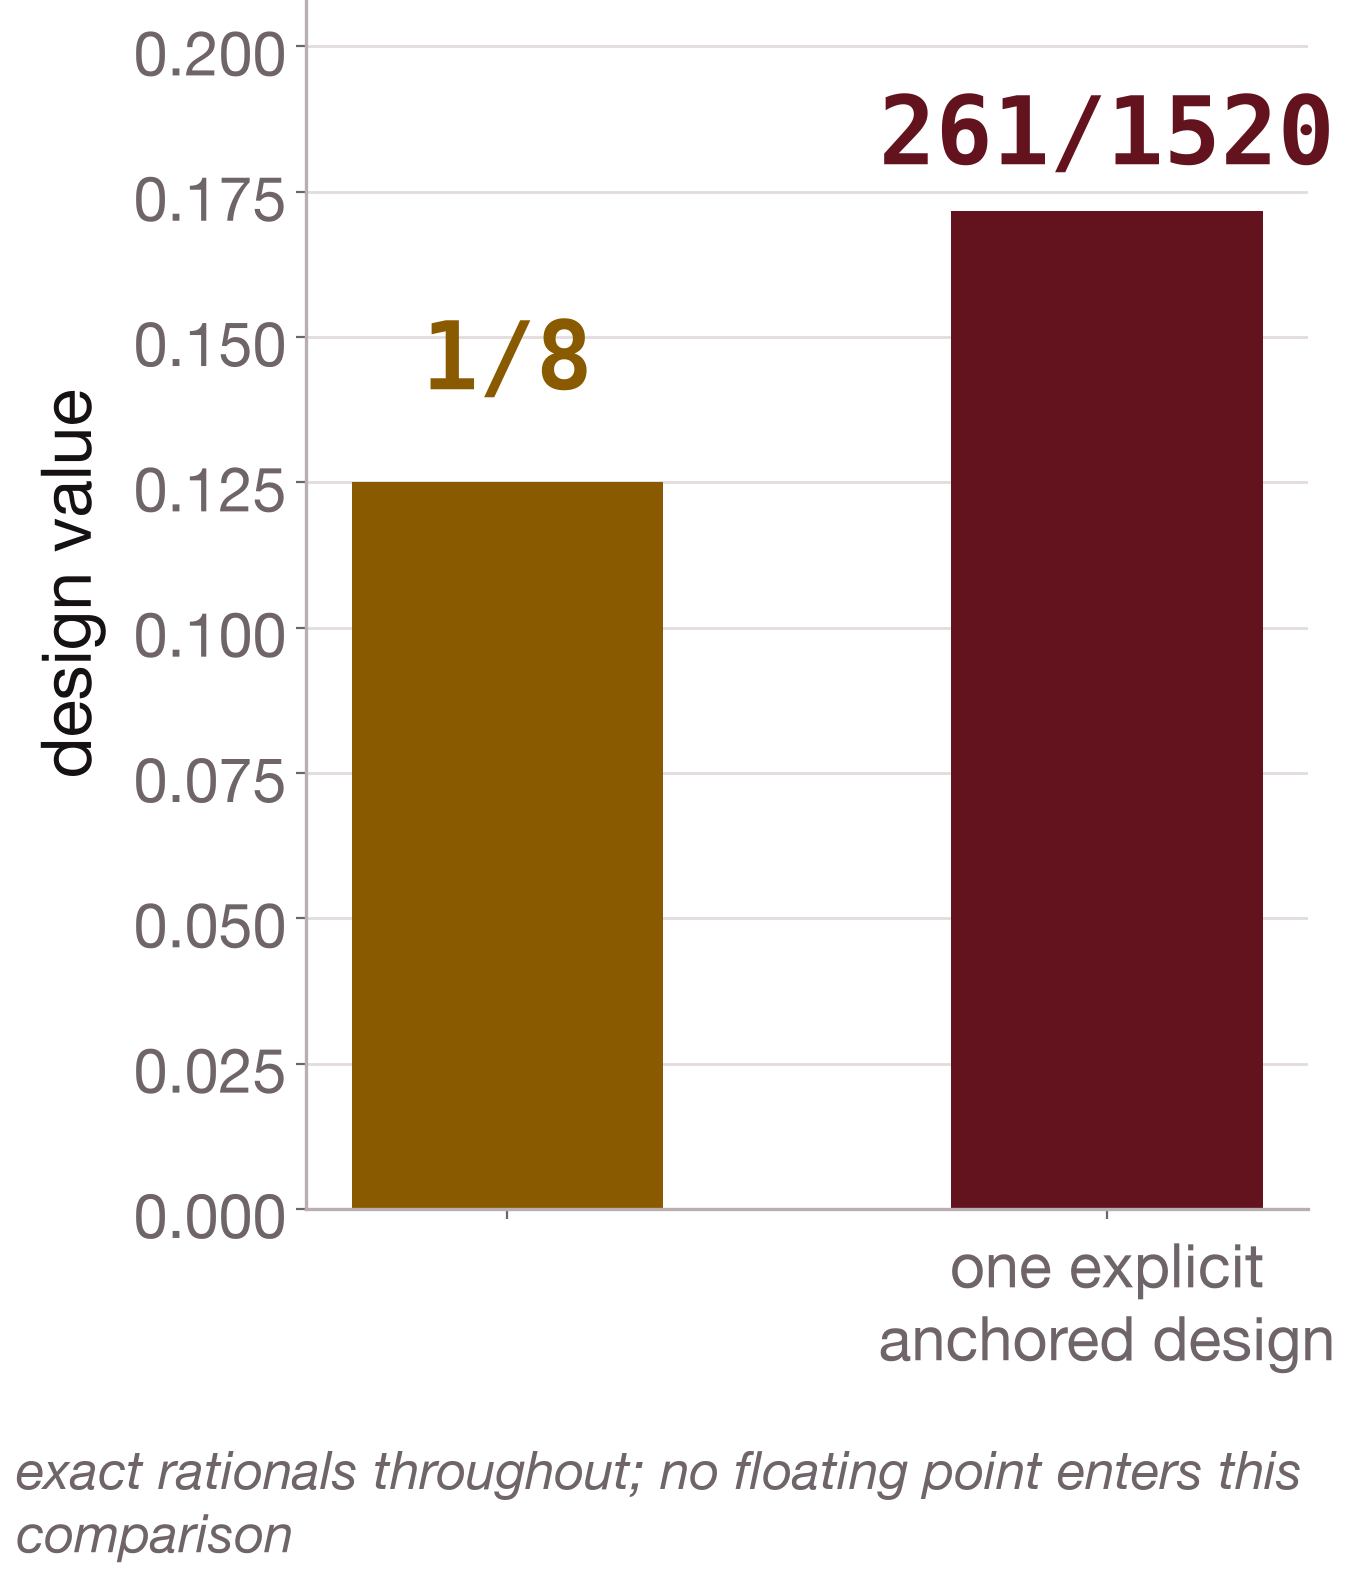 0.200
261/1520
0.175
0.150
1/8
0.125
0.100
0.075
0.050
0.025
0.000
design value
one explicit
anchored design
exact rationals throughout; no floating point enters this
comparison